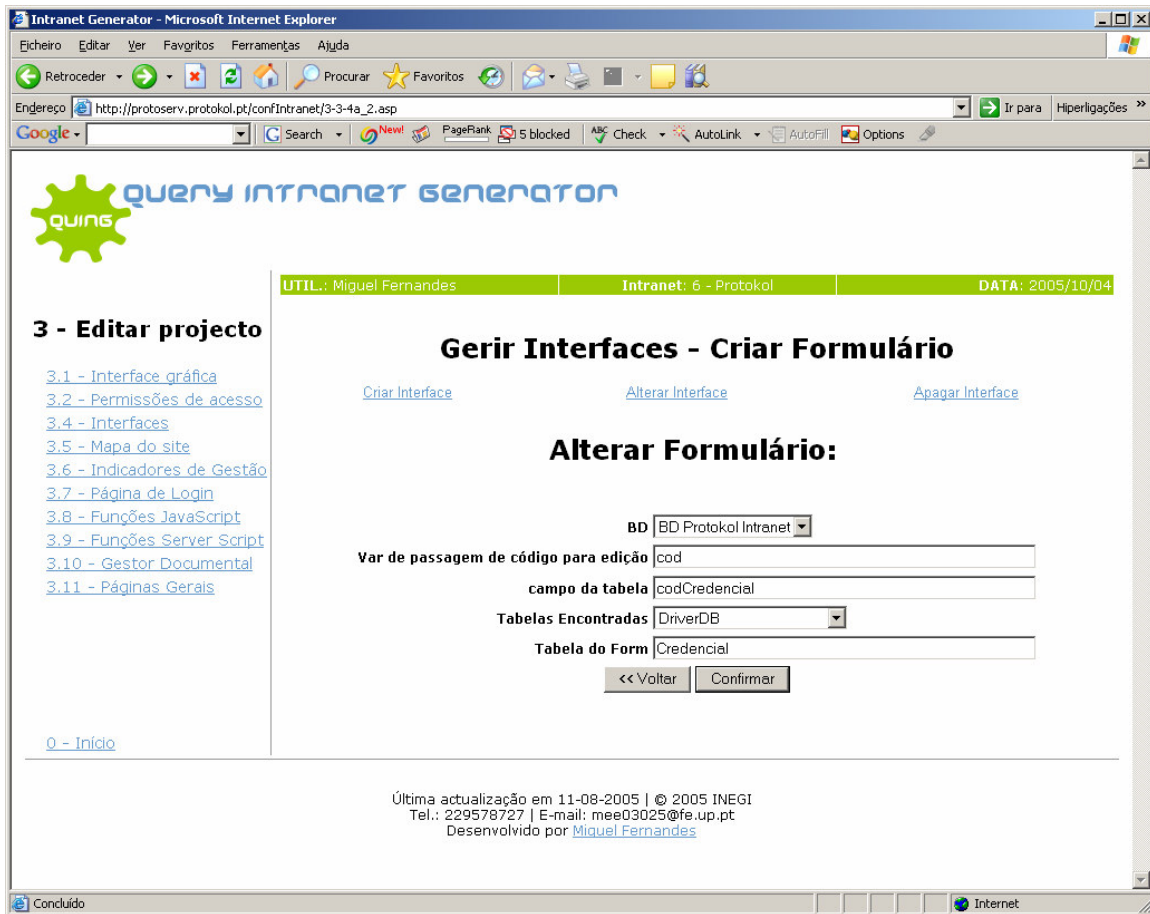 Intranet Generator - Microsoft Internet Explorer
Ficheiro Editar Ver Favoritos Ferramentas Ajuda
Retroceder Procurar Favoritos
Endereço http://protoserv.protokol.pt/confIntranet/3-3-4a_2.asp Ir para Hiperligações »
Google Search New! PageRank 5 blocked ABC Check AutoLink AutoFill Options
QUING
QUERY INTRANET GENERATOR
UTIL.: Miguel Fernandes Intranet: 6 - Protokol DATA: 2005/10/04
3 - Editar projecto
3.1 - Interface gráfica
3.2 - Permissões de acesso
3.4 - Interfaces
3.5 - Mapa do site
3.6 - Indicadores de Gestão
3.7 - Página de Login
3.8 - Funções JavaScript
3.9 - Funções Server Script
3.10 - Gestor Documental
3.11 - Páginas Gerais
0 - Início
Gerir Interfaces - Criar Formulário
Criar Interface Alterar Interface Apagar Interface
Alterar Formulário:
BD BD Protokol Intranet
Var de passagem de código para edição cod
campo da tabela codCredencial
Tabelas Encontradas DriverDB
Tabela do Form Credencial
<< Voltar Confirmar
Última actualização em 11-08-2005 | © 2005 INEGI
Tel.: 229578727 | E-mail: mee03025@fe.up.pt
Desenvolvido por Miguel Fernandes
Concluído Internet